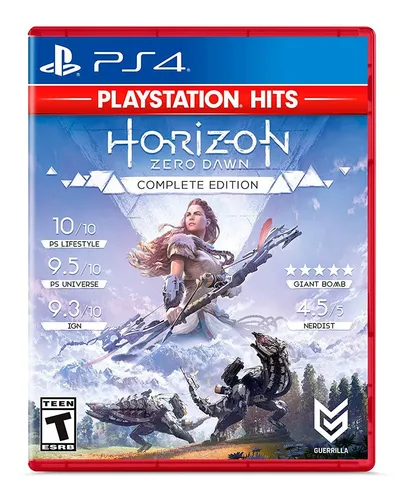 PS4
PLAYSTATION HITS
HORIZON
ZERO DAWN
COMPLETE EDITION
10/10
PS LIFESTYLE
9.5/10
PS UNIVERSE
9.3/10
IGN
★★★★★
GIANT BOMB
4.5/5
NERDIST
TEEN
T
ESRB
GUERRILLA